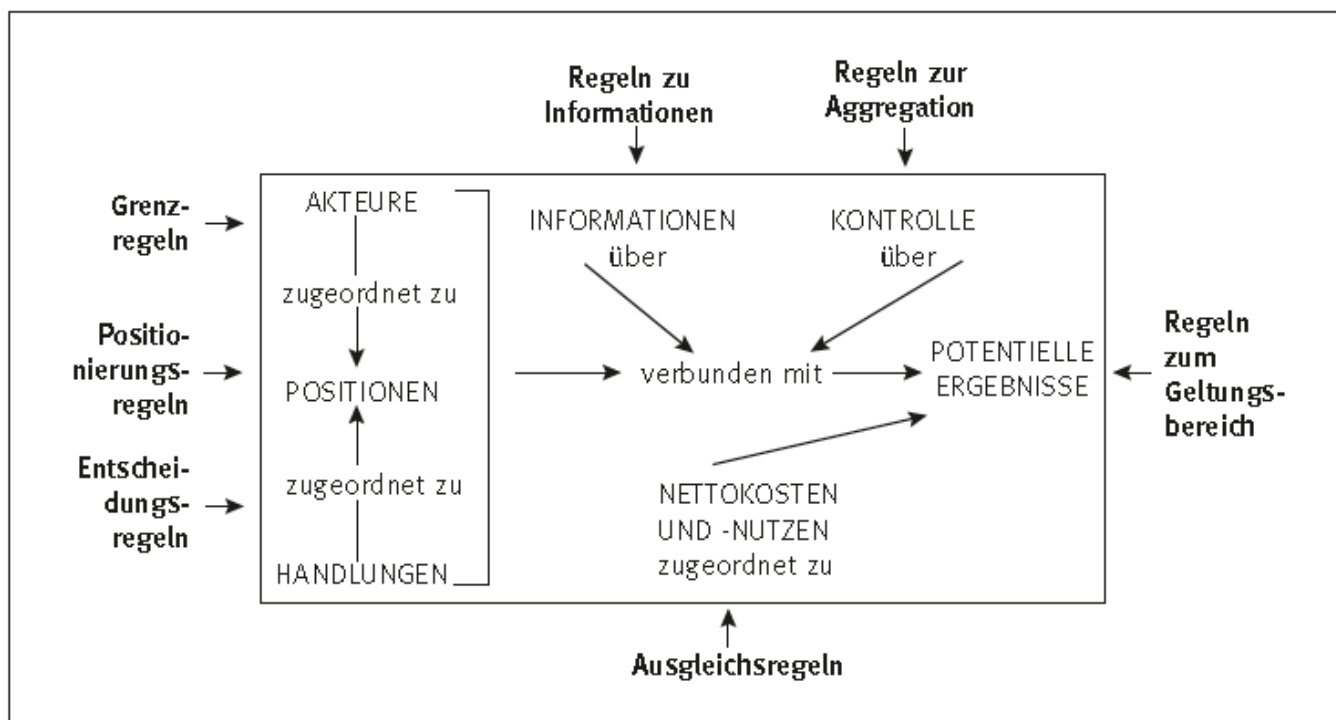 Regeln zu
Informationen
Regeln zur
Aggregation
Grenz-
regeln
AKTEURE
INFORMATIONEN
über
KONTROLLE
über
zugeordnet zu
Positio-
nierungs-
regeln
POSITIONEN
verbunden mit
POTENTIELLE
ERGEBNISSE
Regeln
zum
Geltungs-
bereich
Entschei-
dungs-
regeln
zugeordnet zu
HANDLUNGEN
NETTOKOSTEN
UND -NUTZEN
zugeordnet zu
Ausgleichsregeln